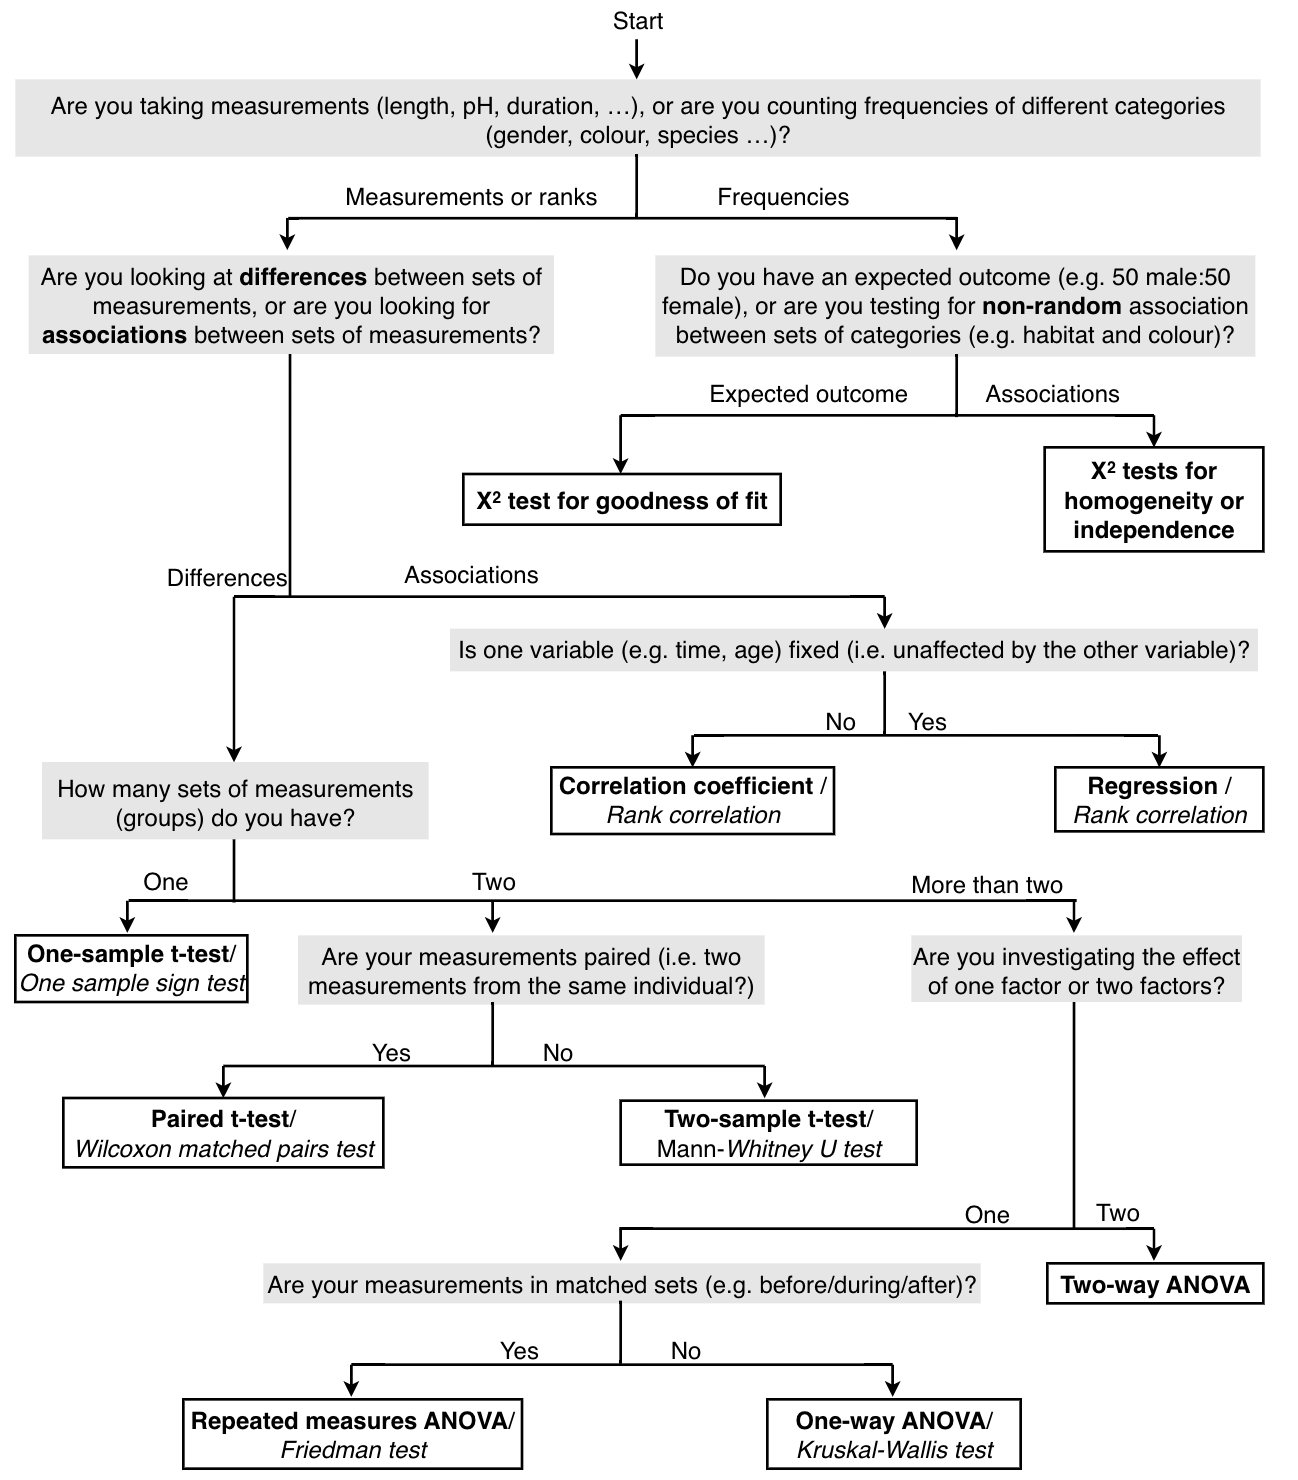 Start
Are you taking measurements (length, pH, duration, …), or are you counting frequencies of different categories
(gender, colour, species …)?
Measurements or ranks
Frequencies
Are you looking at differences between sets of
measurements, or are you looking for
associations between sets of measurements?
Do you have an expected outcome (e.g. 50 male:50
female), or are you testing for non-random association
between sets of categories (e.g. habitat and colour)?
Expected outcome
Associations
X² test for goodness of fit
X² tests for
homogeneity or
independence
Differences
Associations
Is one variable (e.g. time, age) fixed (i.e. unaffected by the other variable)?
No
Yes
Correlation coefficient /
Rank correlation
Regression /
Rank correlation
How many sets of measurements
(groups) do you have?
One
Two
More than two
One-sample t-test/
One sample sign test
Are your measurements paired (i.e. two
measurements from the same individual?)
Are you investigating the effect
of one factor or two factors?
Yes
No
Paired t-test/
Wilcoxon matched pairs test
Two-sample t-test/
Mann-Whitney U test
One
Two
Are your measurements in matched sets (e.g. before/during/after)?
Two-way ANOVA
Yes
No
Repeated measures ANOVA/
Friedman test
One-way ANOVA/
Kruskal-Wallis test